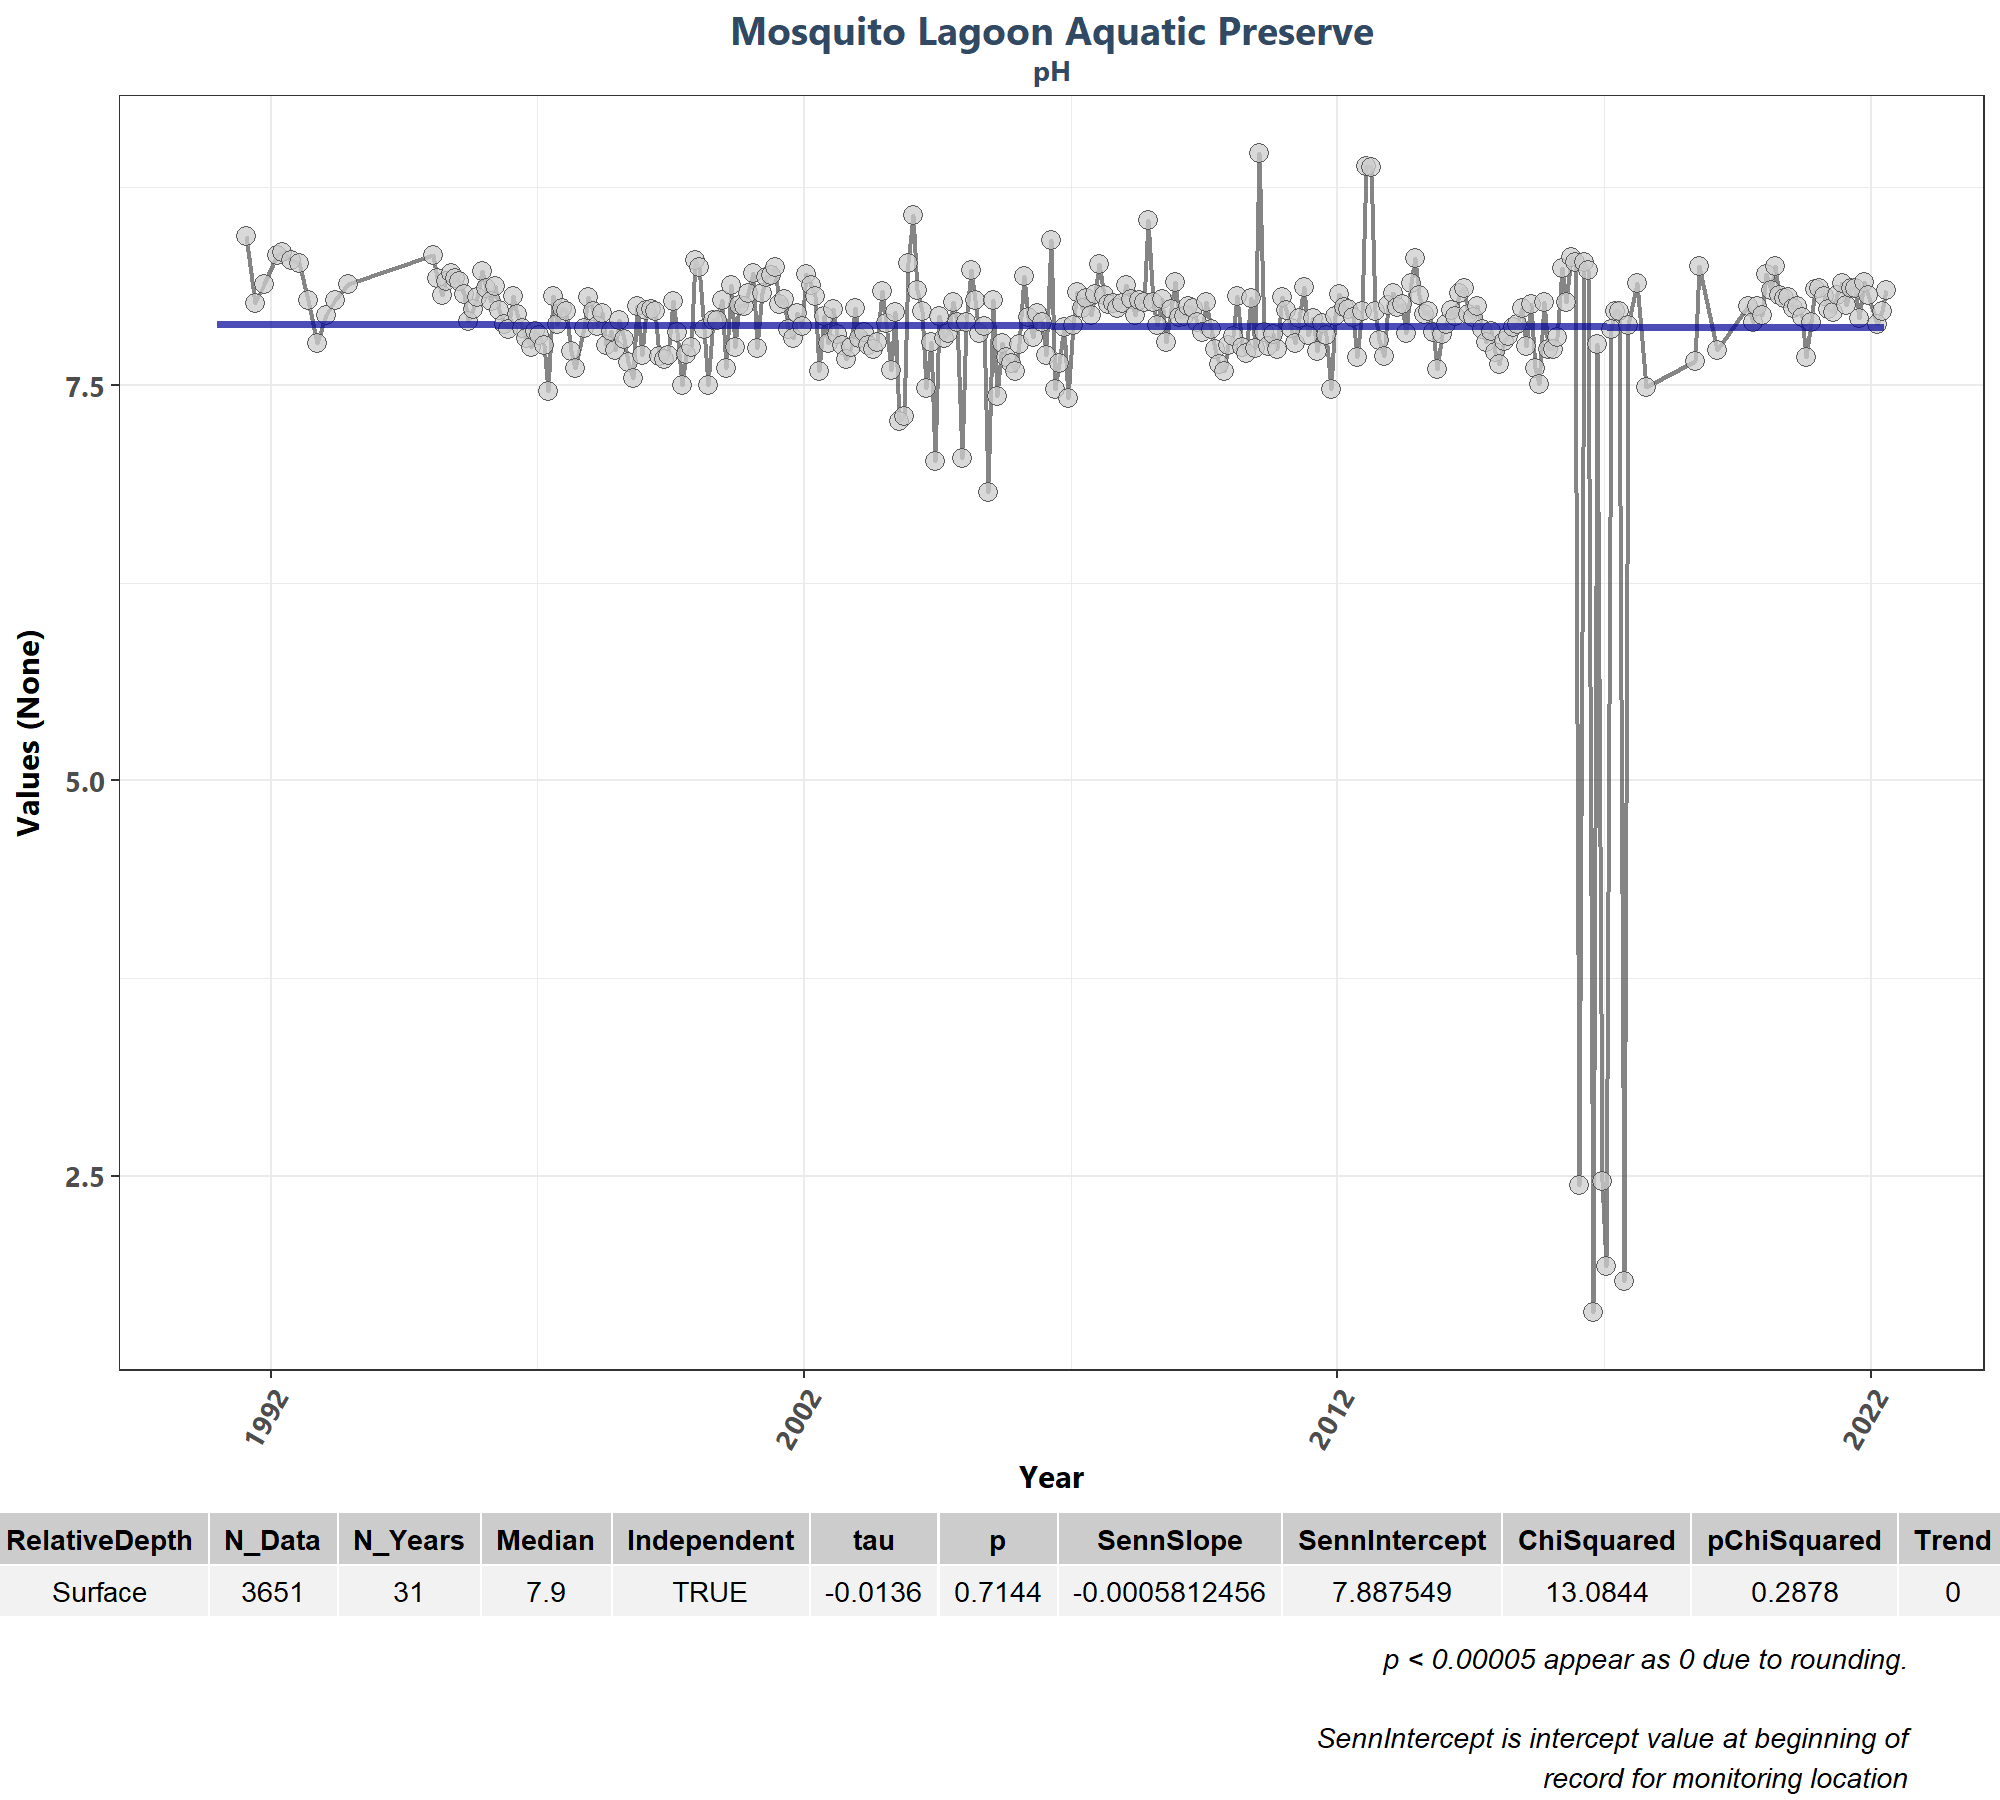 Mosquito Lagoon Aquatic Preserve
pH
Values (None)
7.5
5.0
2.5
1992
2002
2012
2022
Year
RelativeDepth N_Data N_Years Median Independent tau p SennSlope SennIntercept ChiSquared pChiSquared Trend
Surface 3651 31 7.9 TRUE -0.0136 0.7144 -0.0005812456 7.887549 13.0844 0.2878 0
p < 0.00005 appear as 0 due to rounding.
SennIntercept is intercept value at beginning of
record for monitoring location